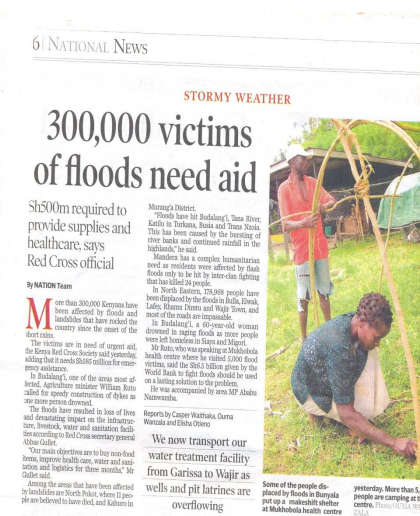 6 NATIONAL NEWS
STORMY WEATHER
300,000 victims
of floods need aid
Sh500m required to
provide supplies and
healthcare, says
Red Cross official
By NATION Team
More than 300,000 Kenyans have
been affected by floods and
landslides that have rocked the
country since the onset of the
short rains.
The victims are in need of urgent aid,
the Kenya Red Cross Society said yesterday,
adding that it needs Sh585 million for emer-
gency assistance.
In Budalang'i, one of the areas most af-
fected, Agriculture minister William Ruto
called for speedy construction of dykes as
one more person drowned.
The floods have resulted in loss of lives
and devastating impact on the infrastruc-
ture, livestock, water and sanitation facili-
ties according to Red Cross secretary general
Abbas Gullet.
"Our main objectives are to buy non-food
items, improve health care, water and sani-
tation and logistics for three months," Mr
Gullet said.
Among the areas that have been affected
by landslides are North Pokot, where 11 peo-
ple are believed to have died, and Kahuro in
Murang'a District.
"Floods have hit Budalang'i, Tana River,
Katilu in Turkana, Busia and Trans Nzoia.
This has been caused by the bursting of
river banks and continued rainfall in the
highlands," he said.
Mandera has a complex humanitarian
need as residents were affected by flash
floods only to be hit by inter-clan fighting
that has killed 24 people.
In North Eastern, 178,968 people have
been displaced by the floods in Bulla, Elwak,
Lafey, Rhamu Dimtu and Wajir Town, and
most of the roads are impassable.
In Budalang'i, a 60-year-old woman
drowned in raging floods as more people
were left homeless in Siaya and Migori.
Mr Ruto, who was speaking at Mukhobola
health centre where he visited 5,000 flood
victims, said the Sh6.5 billion given by the
World Bank to fight floods should be used
on a lasting solution to the problem.
He was accompanied by area MP Ababu
Namwamba.
Reports by Casper Waithaka, Ouma
Wanzala and Elisha Otieno
We now transport our
water treatment facility
from Garissa to Wajir as
wells and pit latrines are
overflowing
Some of the people dis-
placed by floods in Bunyala
put up a makeshift shelter
at Mukhobola health centre
yesterday. More than 5,
people are camping at t
centre. Photo/OUMA W
ZALA